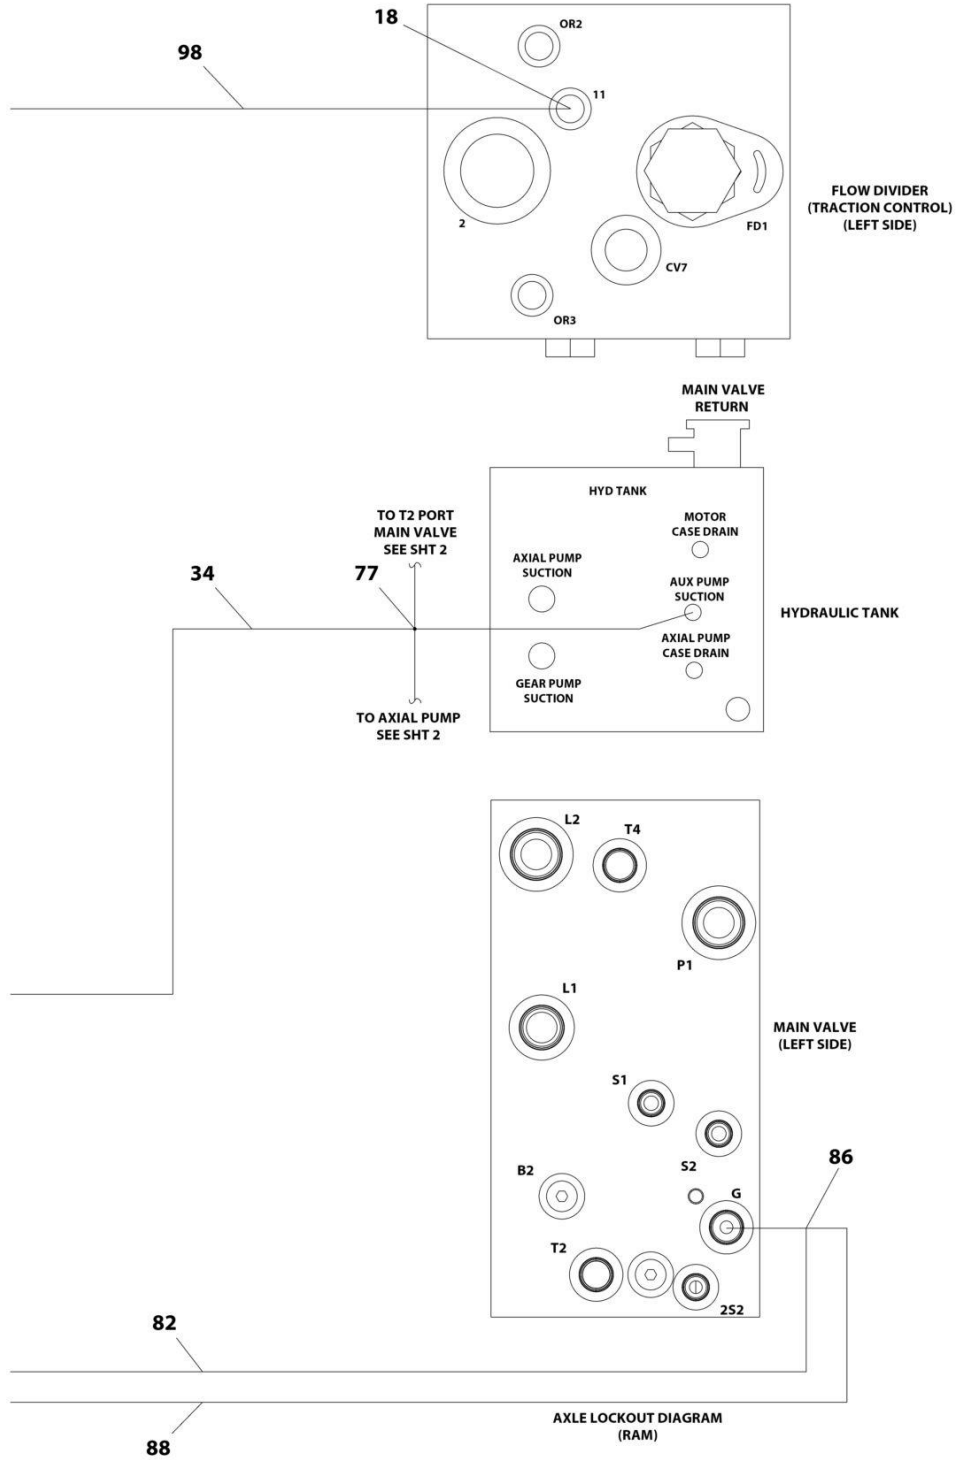 18
OR2
98
11
2
FD1
FLOW DIVIDER
(TRACTION CONTROL)
(LEFT SIDE)
CV7
OR3
MAIN VALVE
RETURN
HYD TANK
TO T2 PORT
MAIN VALVE
SEE SHT 2
MOTOR
CASE DRAIN
AXIAL PUMP
SUCTION
34
77
AUX PUMP
SUCTION
HYDRAULIC TANK
AXIAL PUMP
CASE DRAIN
GEAR PUMP
SUCTION
TO AXIAL PUMP
SEE SHT 2
L2
T4
P1
L1
MAIN VALVE
(LEFT SIDE)
S1
S2
86
B2
G
T2
2S2
82
AXLE LOCKOUT DIAGRAM
(RAM)
88